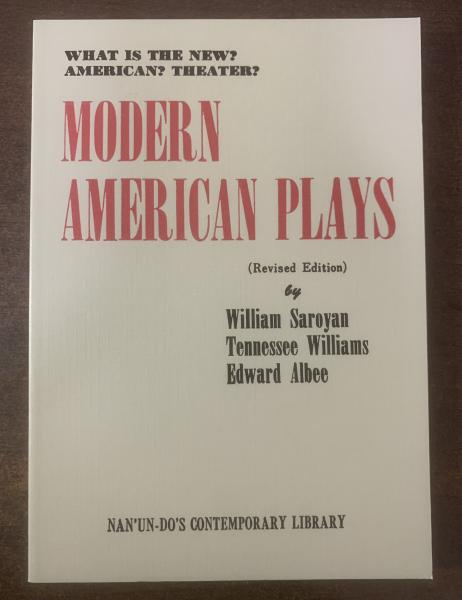 WHAT IS THE NEW?
AMERICAN? THEATER?
MODERN
AMERICAN PLAYS
(Revised Edition)
by
William Saroyan
Tennessee Williams
Edward Albee
NAN'UN-DO'S CONTEMPORARY LIBRARY